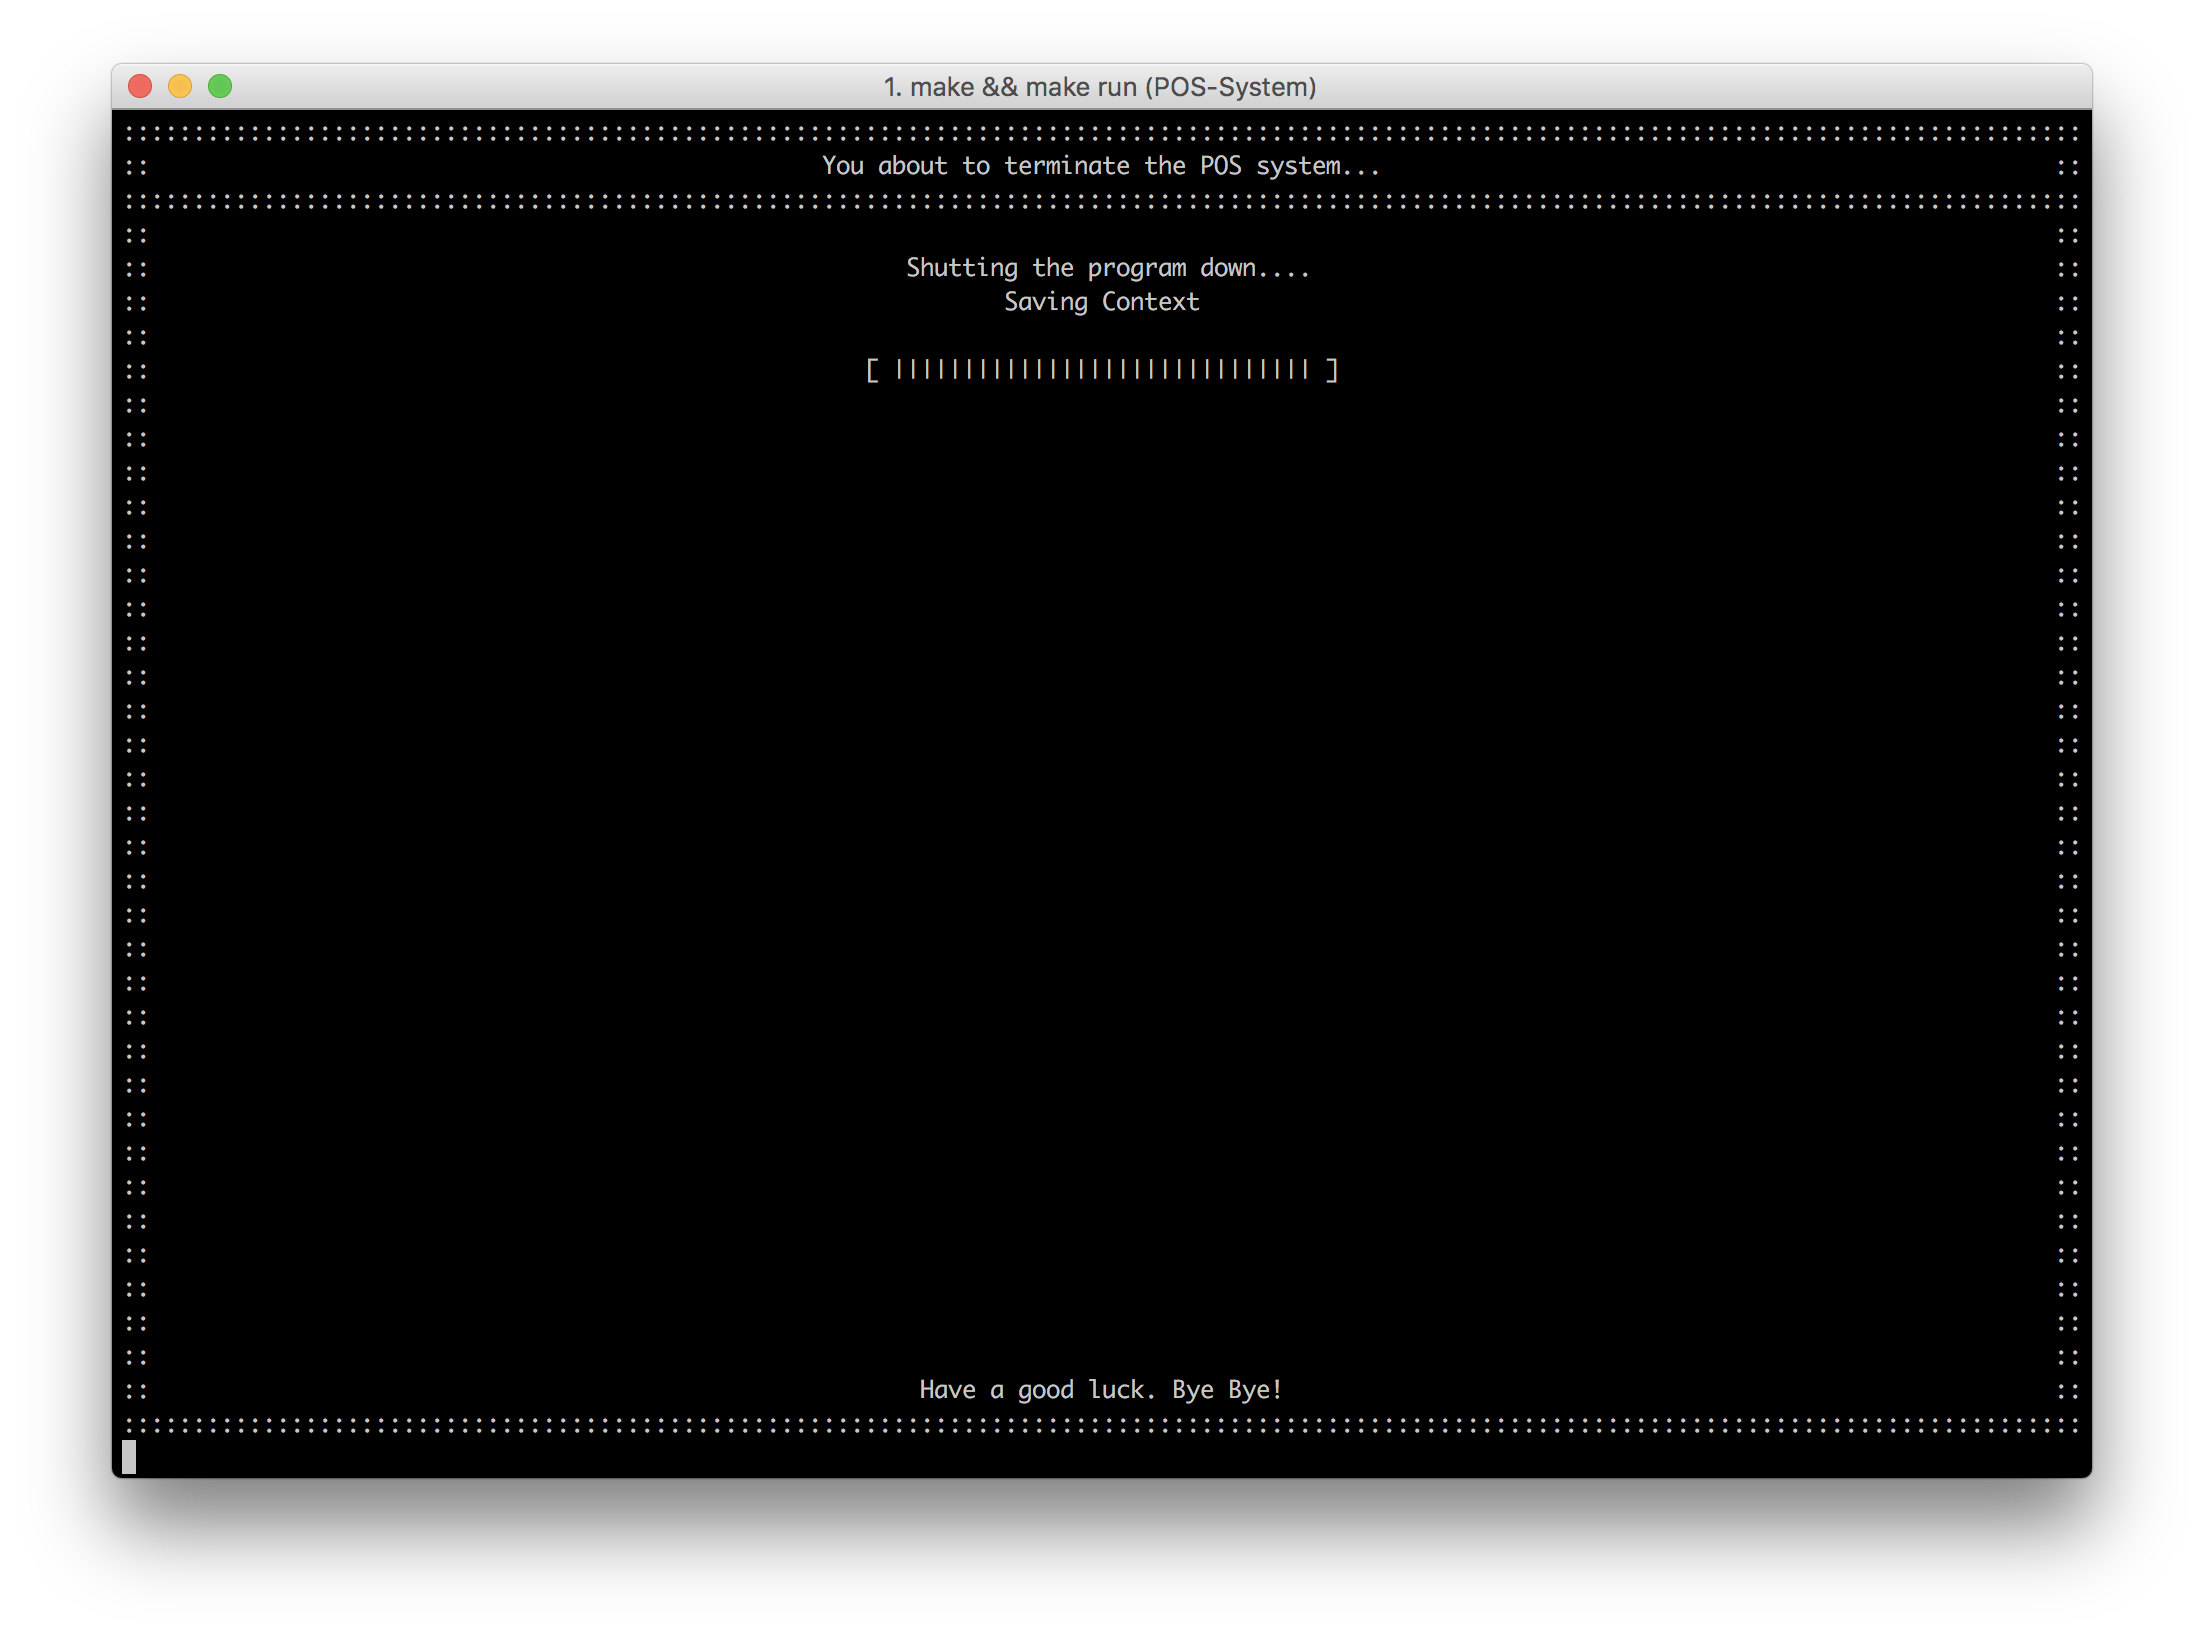 1. make && make run (POS-System)
::::::::::::::::::::::::::::::::::::::::::::::::::::::::::::::::::::::::::::::::::::::::::::::::::::::::::::::::::::::::::::::::::::::::::::
:: You about to terminate the POS system... ::
::::::::::::::::::::::::::::::::::::::::::::::::::::::::::::::::::::::::::::::::::::::::::::::::::::::::::::::::::::::::::::::::::::::::::::
:: Shutting the program down.... ::
:: Saving Context ::
:: [ |||||||||||||||||||||||||||||| ] ::
:: Have a good luck. Bye Bye! ::
::::::::::::::::::::::::::::::::::::::::::::::::::::::::::::::::::::::::::::::::::::::::::::::::::::::::::::::::::::::::::::::::::::::::::::